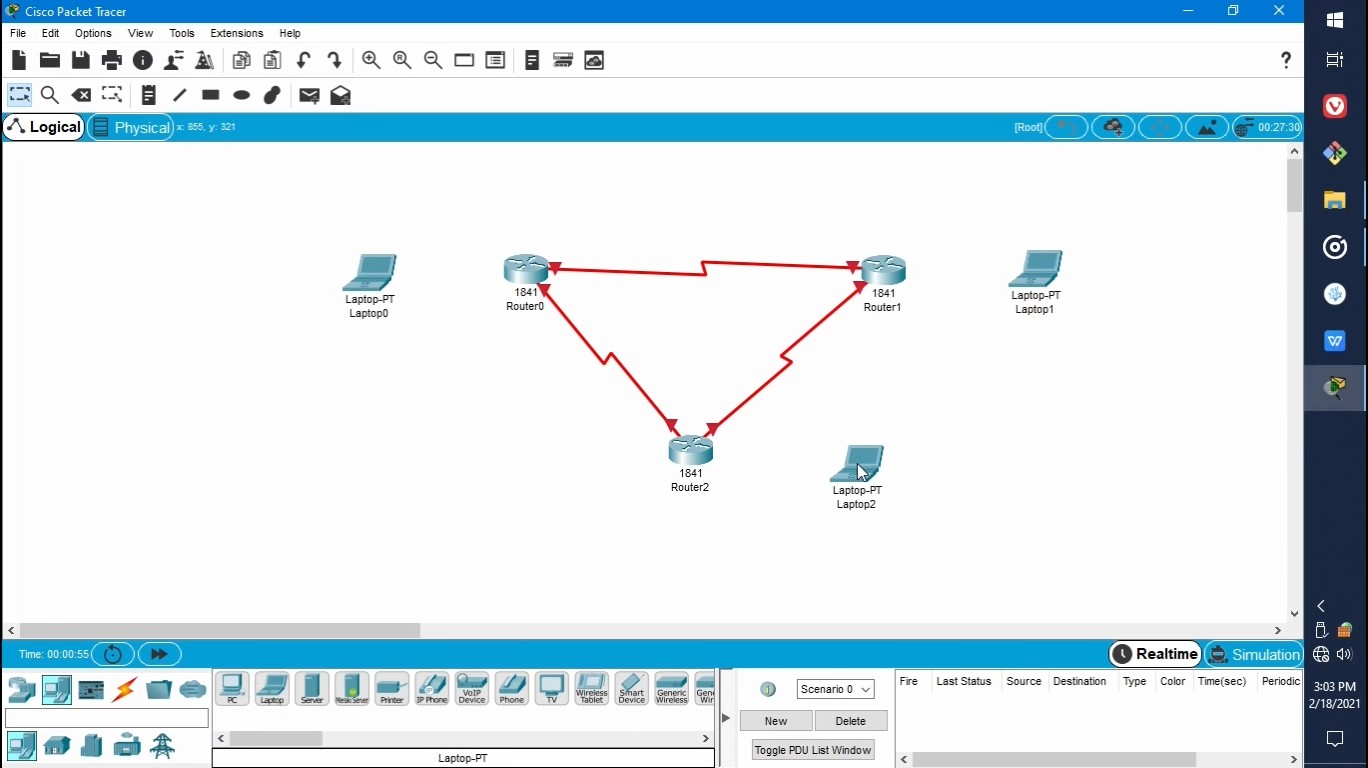 Cisco Packet Tracer
File Edit Options View Tools Extensions Help
?
Logical Physical x: 855, y: 321 [Root] 00:27:30
Laptop-PT
Laptop0
1841
Router0
1841
Router1
Laptop-PT
Laptop1
1841
Router2
Laptop-PT
Laptop2
Time: 00:00:55 Realtime Simulation
PC Laptop Server Meraki Server Printer IP Phone VoIP Device Phone TV Wireless Tablet Smart Device Generic Wireless
Laptop-PT
Scenario 0
New Delete
Toggle PDU List Window
Fire Last Status Source Destination Type Color Time(sec) Periodic
3:03 PM
2/18/2021